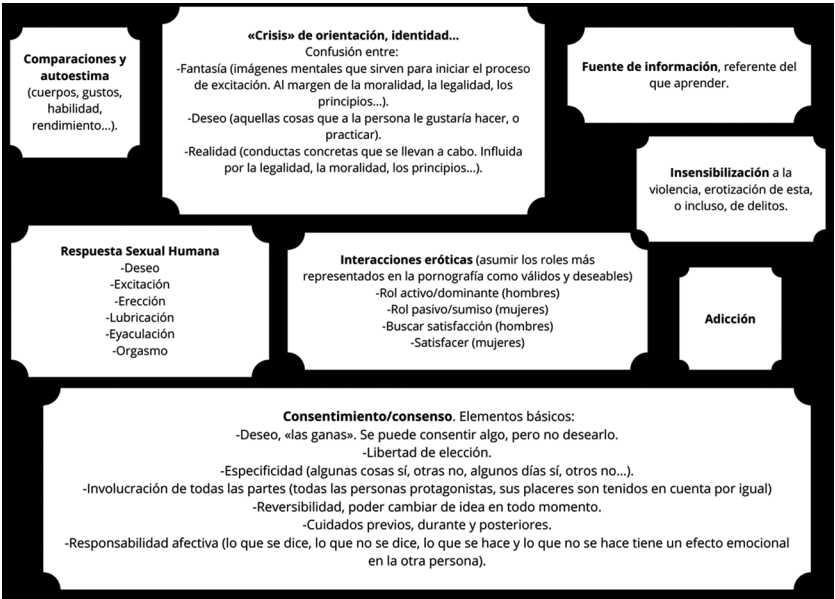 Comparaciones y
autoestima
(cuerpos, gustos,
habilidad,
rendimiento...).
«Crisis» de orientación, identidad...
Confusión entre:
-Fantasía (imágenes mentales que sirven para iniciar el proceso
de excitación. Al margen de la moralidad, la legalidad, los
principios...).
-Deseo (aquellas cosas que a la persona le gustaría hacer, o
practicar).
-Realidad (conductas concretas que se llevan a cabo. Influida
por la legalidad, la moralidad, los principios...).
Fuente de información, referente del
que aprender.
Insensibilización a la
violencia, erotización de esta,
o incluso, de delitos.
Respuesta Sexual Humana
-Deseo
-Excitación
-Erección
-Lubricación
-Eyaculación
-Orgasmo
Interacciones eróticas (asumir los roles más
representados en la pornografía como válidos y deseables)
-Rol activo/dominante (hombres)
-Rol pasivo/sumiso (mujeres)
-Buscar satisfacción (hombres)
-Satisfacer (mujeres)
Adicción
Consentimiento/consenso. Elementos básicos:
-Deseo, «las ganas». Se puede consentir algo, pero no desearlo.
-Libertad de elección.
-Especificidad (algunas cosas sí, otras no, algunos días sí, otros no...).
-Involucración de todas las partes (todas las personas protagonistas, sus placeres son tenidos en cuenta por igual)
-Reversibilidad, poder cambiar de idea en todo momento.
-Cuidados previos, durante y posteriores.
-Responsabilidad afectiva (lo que se dice, lo que no se dice, lo que se hace y lo que no se hace tiene un efecto emocional
en la otra persona).